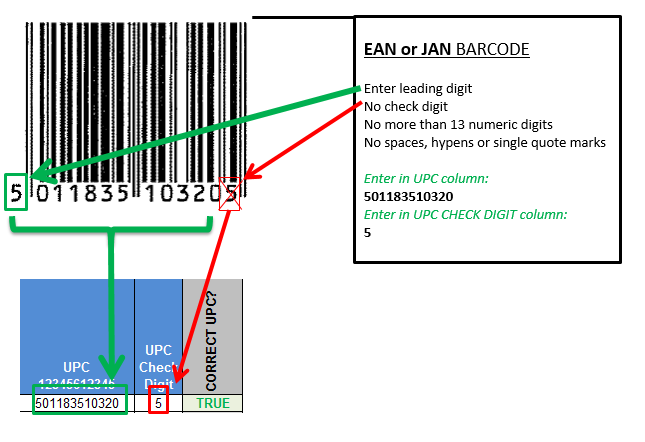 EAN or JAN BARCODE
Enter leading digit
No check digit
No more than 13 numeric digits
No spaces, hypens or single quote marks
Enter in UPC column:
501183510320
Enter in UPC CHECK DIGIT column:
5
5 011835 103205
UPC
12345612345
UPC
Check
Digit
CORRECT UPC?
501183510320 5 TRUE